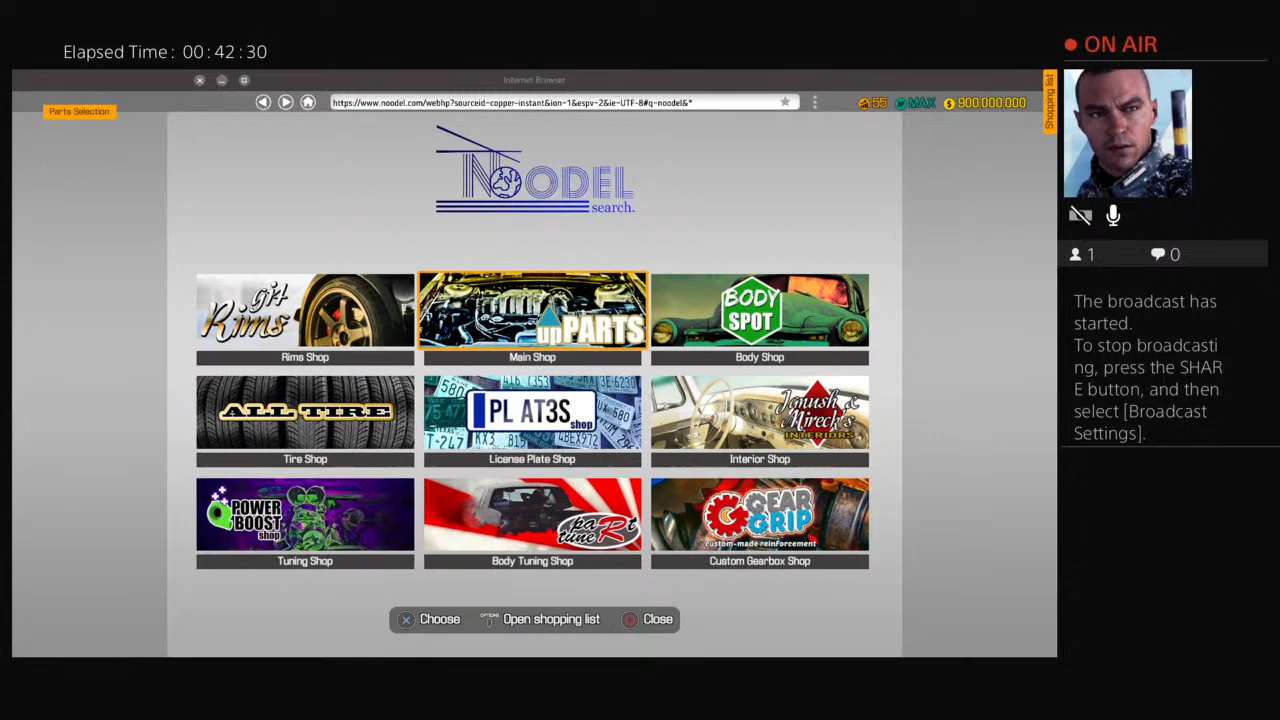 Elapsed Time: 00:42:30
ON AIR
Internet Browser
https://www.noodel.com/webhp?sourceid-copper-instant&ion-1&espv-2&ie-UTF-8#q-noodel&*
55
MAX
$ 900,000,000
Parts Selection
Shopping list
NOODEL
search.
git
Rims
upPARTS
BODY
SPOT
Rims Shop
Main Shop
Body Shop
ALL TIRE
PL AT3S
shop
Janush &
Mireck's
INTERIORS
Tire Shop
License Plate Shop
Interior Shop
POWER
BOOST
shop
paRt
tuneR
GEAR
GRIP
custom-made reinforcement
Tuning Shop
Body Tuning Shop
Custom Gearbox Shop
Choose
OPTIONS
Open shopping list
Close
1
0
The broadcast has
started.
To stop broadcasti
ng, press the SHAR
E button, and then
select [Broadcast
Settings].